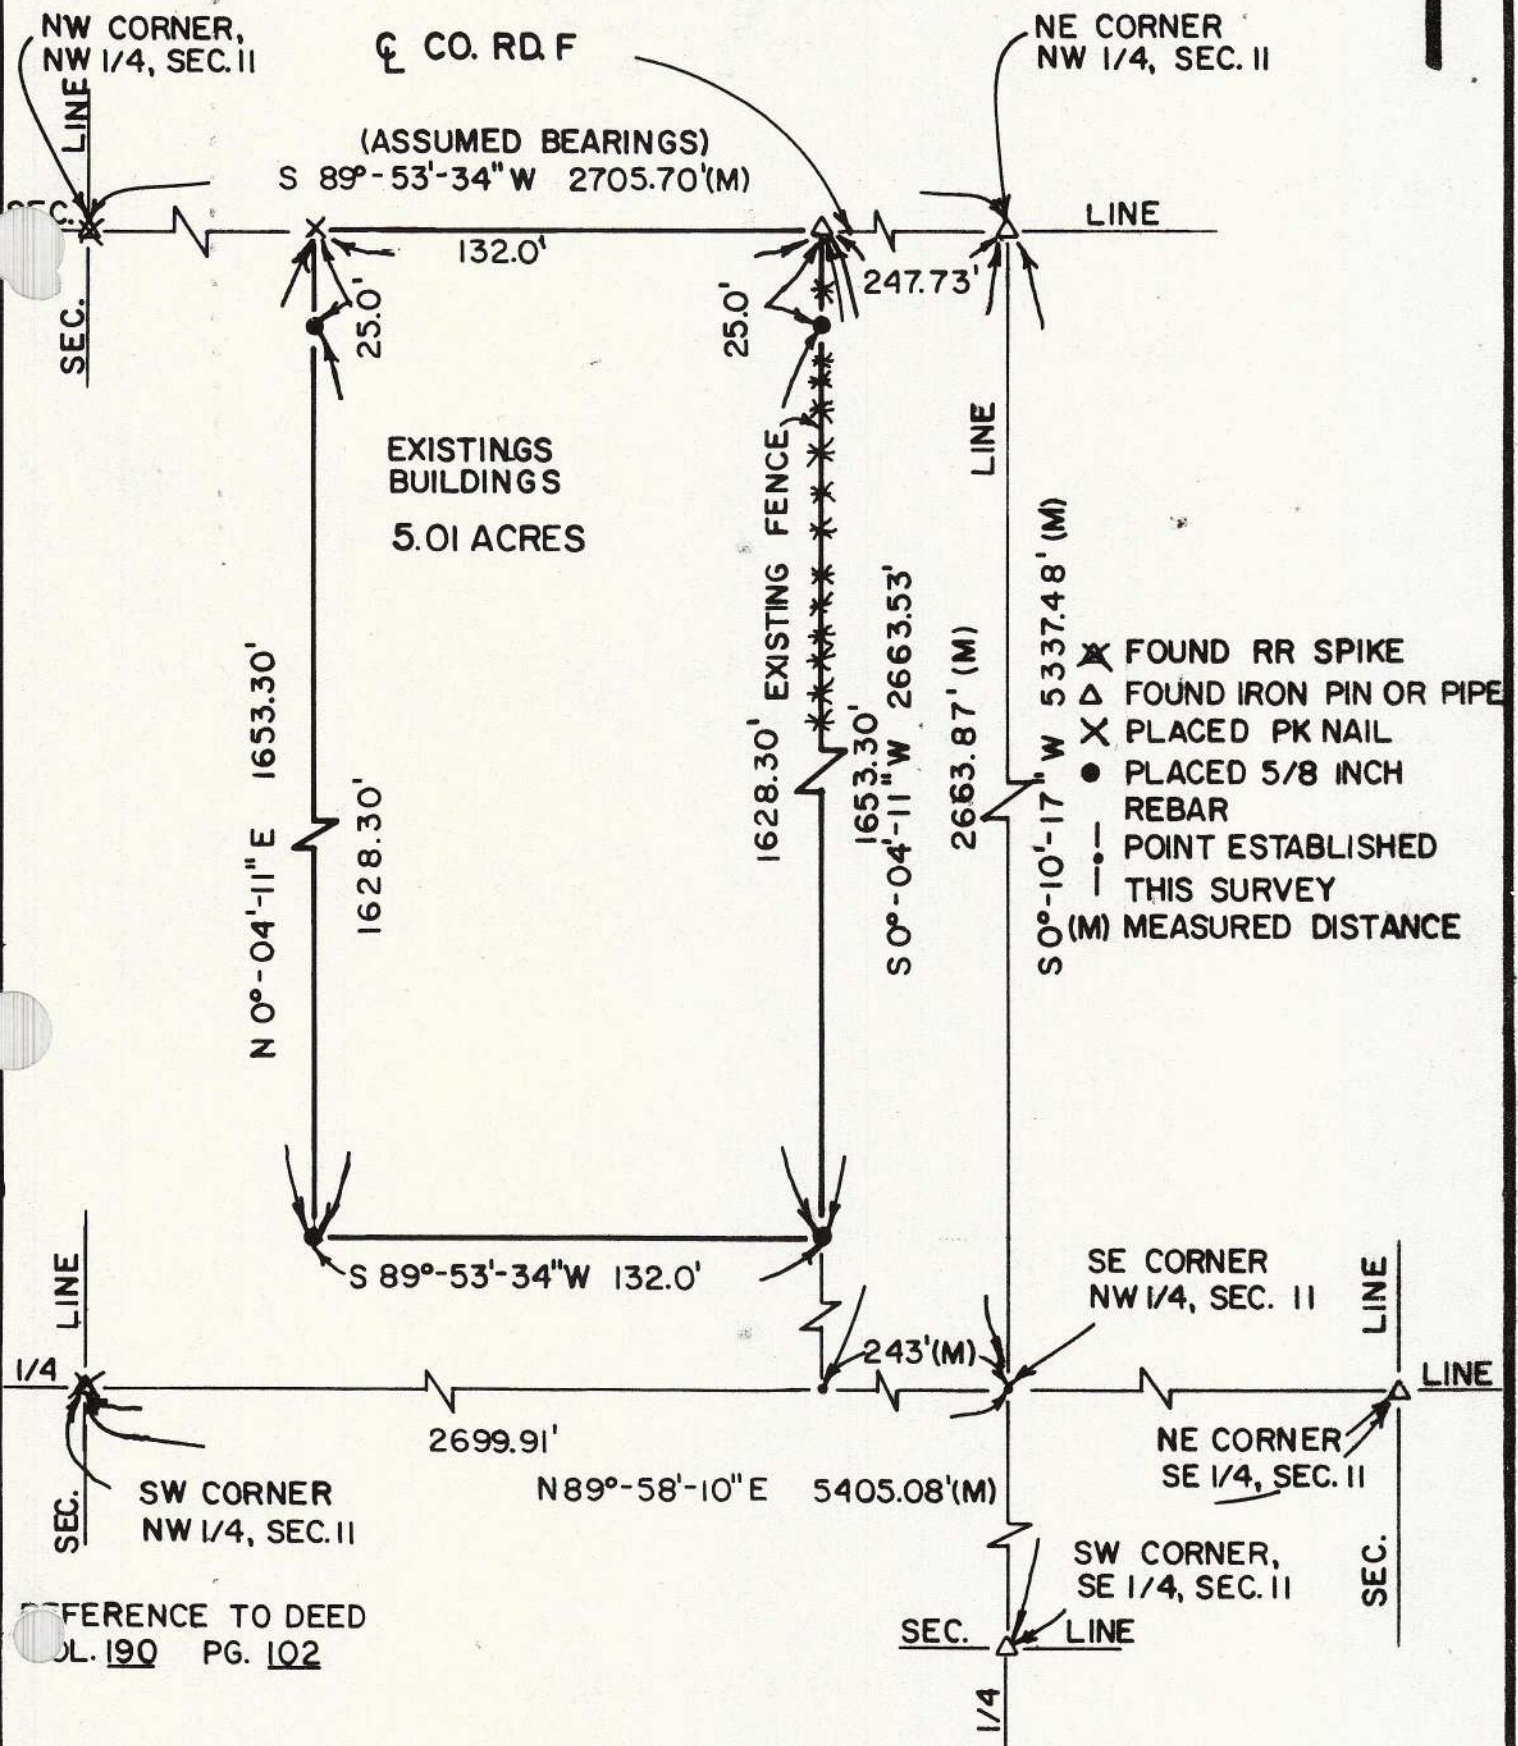 NW CORNER,
NW 1/4, SEC. 11
℄ CO. RD. F
NE CORNER
NW 1/4, SEC. 11
LINE
(ASSUMED BEARINGS)
S 89°-53'-34" W 2705.70'(M)
SEC.
LINE
132.0'
247.73'
SEC.
25.0'
25.0'
LINE
EXISTINGS
BUILDINGS
5.01 ACRES
EXISTING FENCE
N 0°-04'-11" E 1653.30'
1628.30'
1628.30'
1653.30'
S 0°-04'-11" W 2663.53'
2663.87' (M)
S 0°-10'-17" W 5337.48' (M)
FOUND RR SPIKE
FOUND IRON PIN OR PIPE
PLACED PK NAIL
PLACED 5/8 INCH
REBAR
POINT ESTABLISHED
THIS SURVEY
(M) MEASURED DISTANCE
S 89°-53'-34" W 132.0'
SE CORNER
NW 1/4, SEC. 11
LINE
LINE
1/4
243'(M)
LINE
2699.91'
NE CORNER
SE 1/4, SEC. 11
N 89°-58'-10" E 5405.08'(M)
SW CORNER
NW 1/4, SEC. 11
SEC.
SW CORNER,
SE 1/4, SEC. 11
SEC.
FERENCE TO DEED
OL. 190 PG. 102
SEC. LINE
1/4